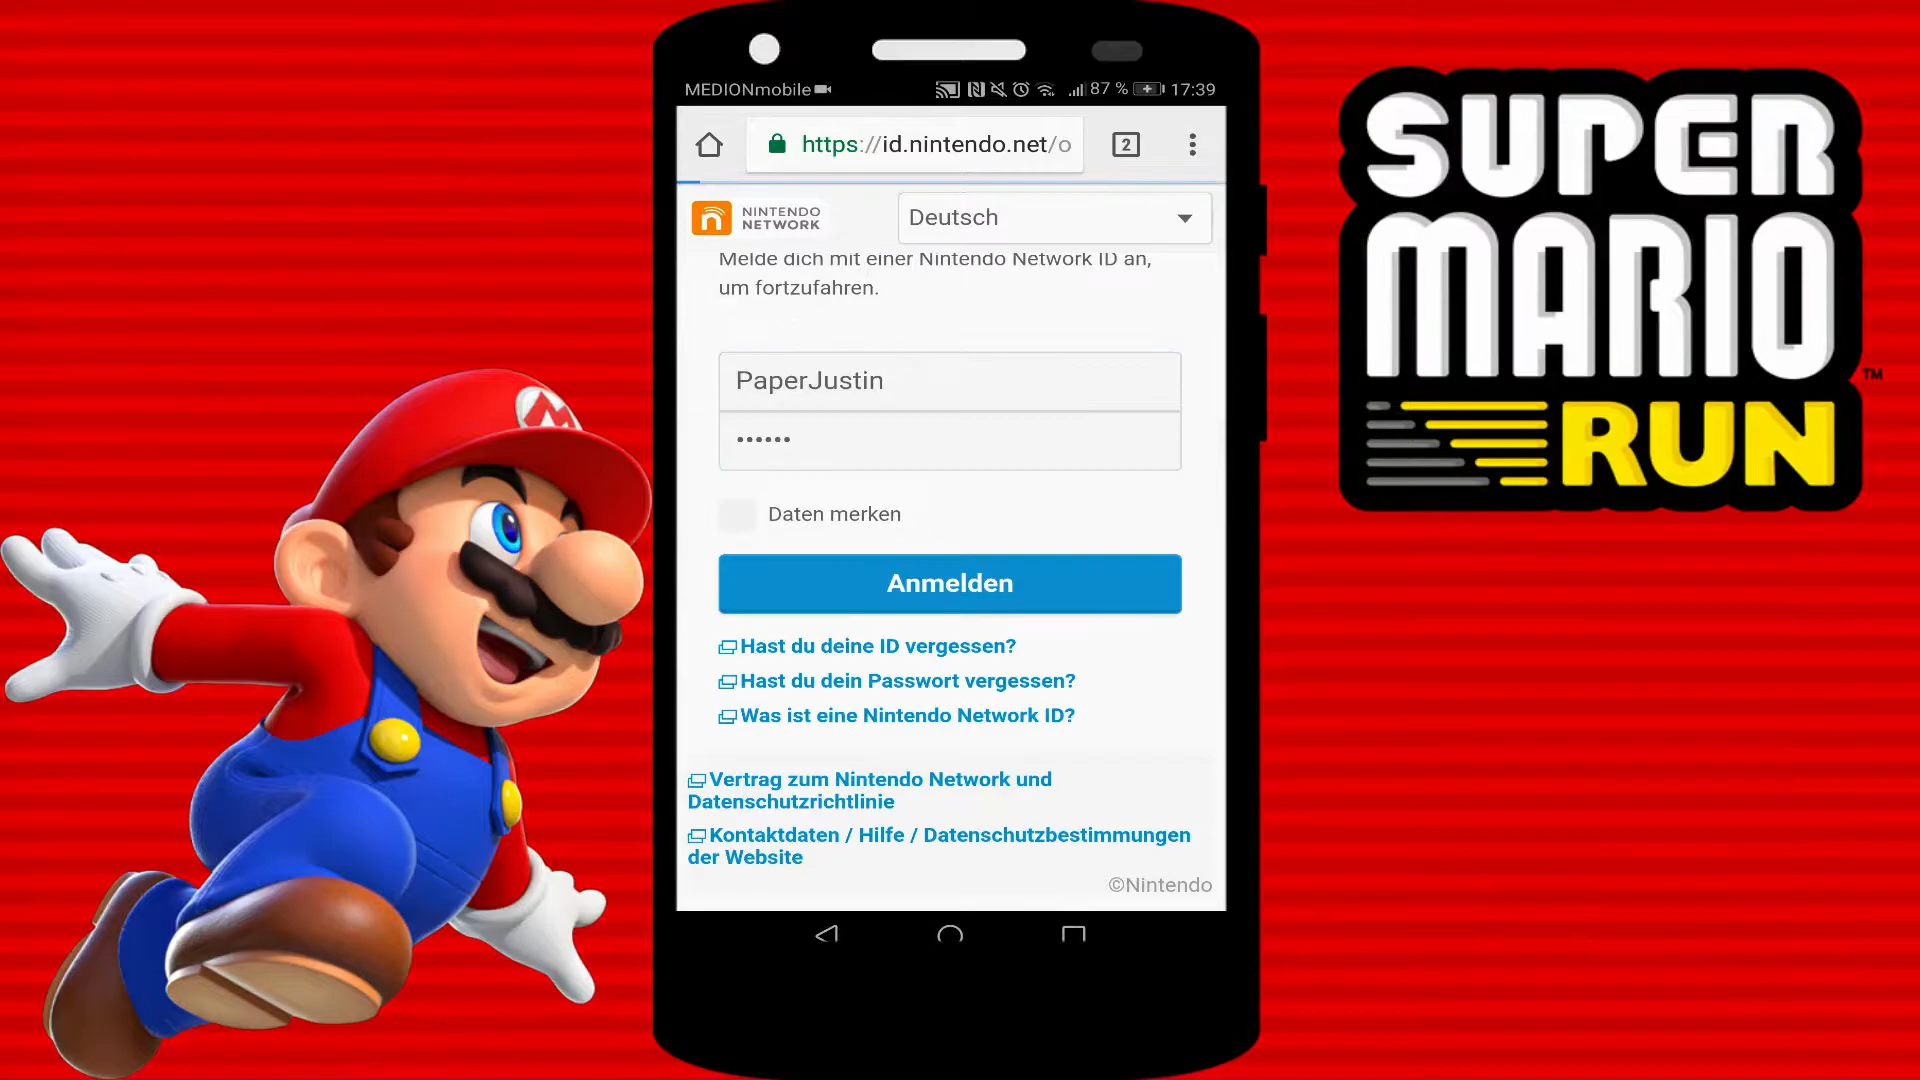 MEDIONmobile 87 % 17:39
https://id.nintendo.net/o 2
NINTENDO
NETWORK
Deutsch
Melde dich mit einer Nintendo Network ID an,
um fortzufahren.
PaperJustin
••••••
Daten merken
Anmelden
Hast du deine ID vergessen?
Hast du dein Passwort vergessen?
Was ist eine Nintendo Network ID?
Vertrag zum Nintendo Network und
Datenschutzrichtlinie
Kontaktdaten / Hilfe / Datenschutzbestimmungen
der Website
©Nintendo
M
SUPER
MARIO
RUN
TM